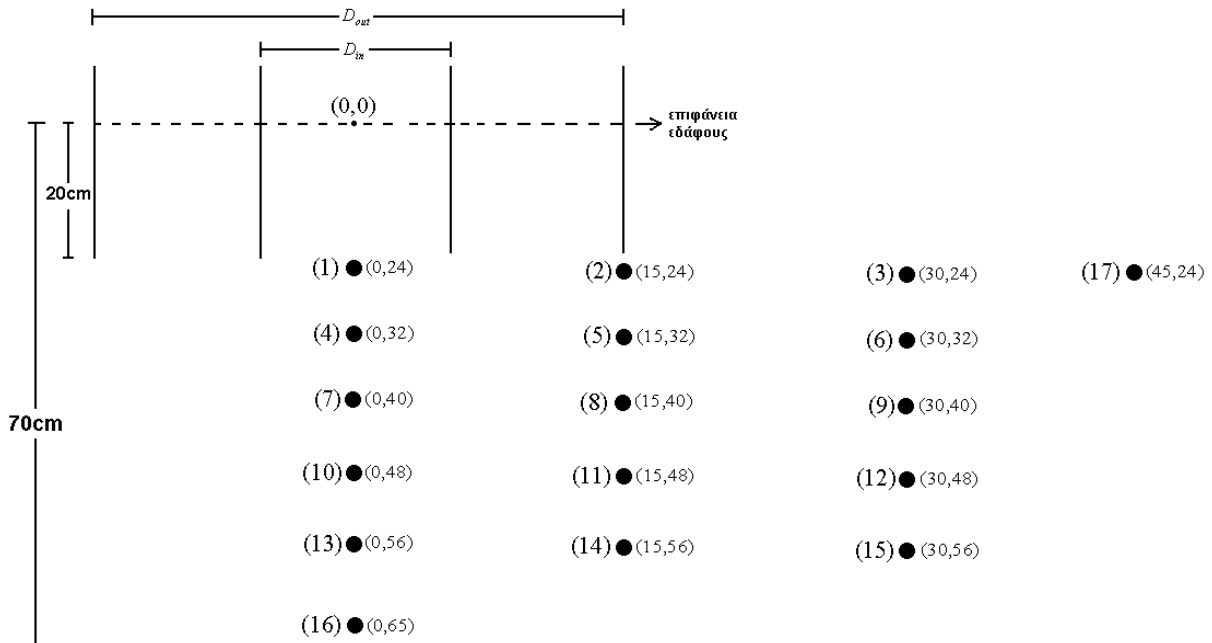 D_out
D_in
(0,0)
επιφάνεια
εδάφους
20cm
(1) (0,24) (2) (15,24) (3) (30,24) (17) (45,24)
(4) (0,32) (5) (15,32) (6) (30,32)
(7) (0,40) (8) (15,40) (9) (30,40)
70cm
(10) (0,48) (11) (15,48) (12) (30,48)
(13) (0,56) (14) (15,56) (15) (30,56)
(16) (0,65)